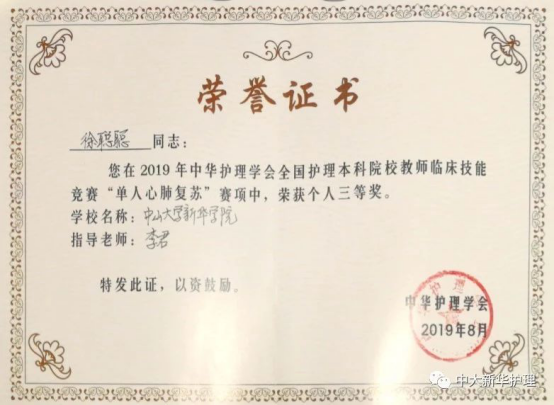 荣誉证书
徐聪聪 同志：
您在2019年中华护理学会全国护理本科院校教师临床技能
竞赛“单人心肺复苏”赛项中，荣获个人三等奖。
学校名称：中山大学新华学院
指导老师：李君
特发此证，以资鼓励。
中华护理学会
2019年8月
中大新华护理